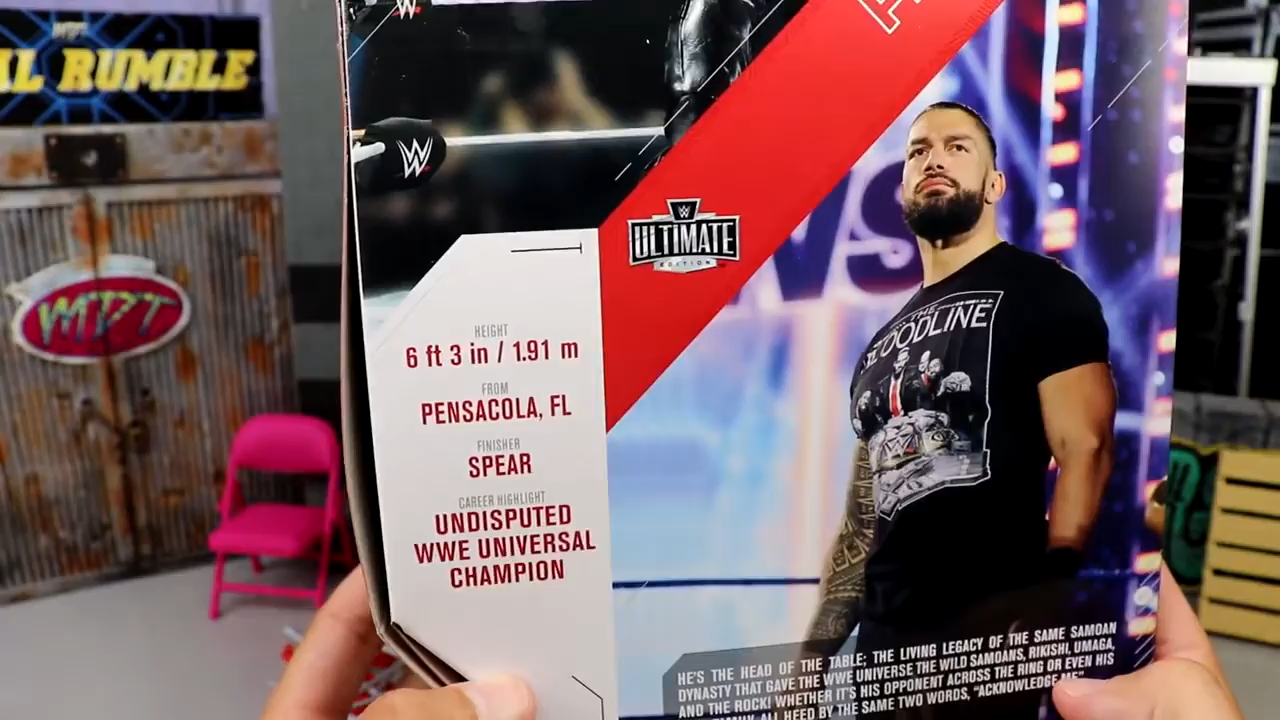 W
AL RUMBLE
MDT
W
W
ULTIMATE
EDITION
HEIGHT
6 ft 3 in / 1.91 m
FROM
PENSACOLA, FL
FINISHER
SPEAR
CAREER HIGHLIGHT
UNDISPUTED
WWE UNIVERSAL
CHAMPION
THE
BLOODLINE
HE'S THE HEAD OF THE TABLE; THE LIVING LEGACY OF THE SAME SAMOAN
DYNASTY THAT GAVE THE WWE UNIVERSE THE WILD SAMOANS, RIKISHI, UMAGA,
AND THE ROCK! WHETHER IT'S HIS OPPONENT ACROSS THE RING OR EVEN HIS
FAMILY, ALL HEED BY THE SAME TWO WORDS, "ACKNOWLEDGE ME"